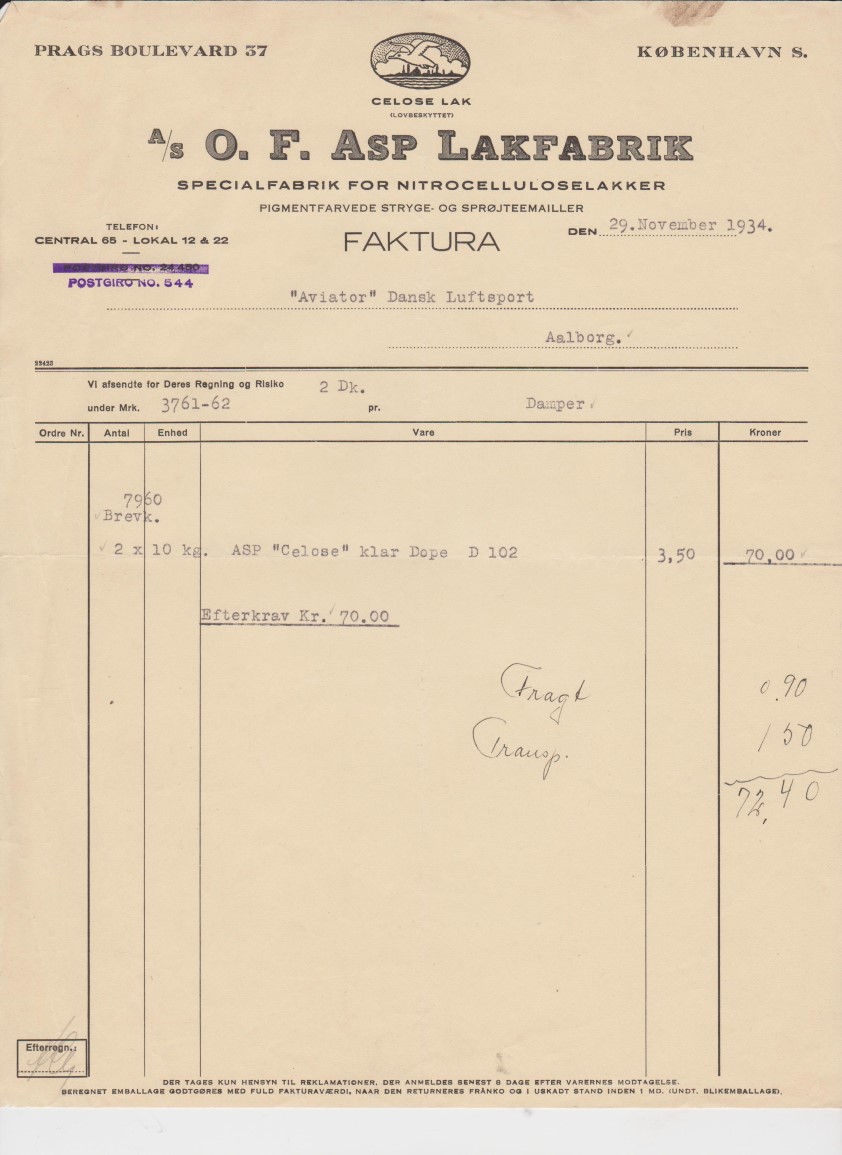 PRAGS BOULEVARD 37
KØBENHAVN S.
CELOSE LAK
(LOVBESKYTTET)
A/s O. F. ASP LAKFABRIK
SPECIALFABRIK FOR NITROCELLULOSELAKKER
PIGMENTFARVEDE STRYGE- OG SPRØJTEEMAILLER
TELEFON:
CENTRAL 65 - LOKAL 12 & 22
FAKTURA
DEN 29.November 1934.
POSTGIRO NO. 24450
POSTGIRO NO. 544
"Aviator" Dansk Luftsport
Aalborg.
92423
Vi afsendte for Deres Regning og Risiko 2 Dk.
under Mrk. 3761-62 pr. Damper
Ordre Nr. Antal Enhed Vare Pris Kroner
7960
Brevk.
2 x 10 kg. ASP "Celose" klar Dope D 102 3,50 70,00
Efterkrav Kr. 70.00
Fragt 0.90
Transp. 1 50
72,40
Efterregn.:
DER TAGES KUN HENSYN TIL REKLAMATIONER, DER ANMELDES SENEST 8 DAGE EFTER VARERNES MODTAGELSE.
BEREGNET EMBALLAGE GODTGØRES MED FULD FAKTURAVÆRDI, NAAR DEN RETURNERES FRANKO OG I USKADT STAND INDEN 1 MD. (UNDT. BLIKEMBALLAGE).